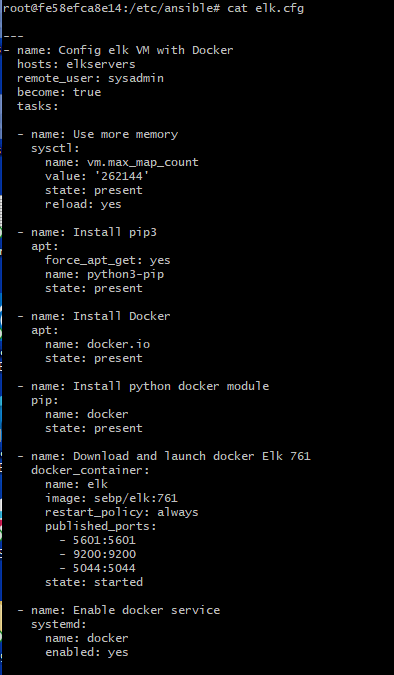 root@fe58efca8e14:/etc/ansible# cat elk.cfg
---
- name: Config elk VM with Docker
  hosts: elkservers
  remote_user: sysadmin
  become: true
  tasks:
  - name: Use more memory
    sysctl:
      name: vm.max_map_count
      value: '262144'
      state: present
      reload: yes
  - name: Install pip3
    apt:
      force_apt_get: yes
      name: python3-pip
      state: present
  - name: Install Docker
    apt:
      name: docker.io
      state: present
  - name: Install python docker module
    pip:
      name: docker
      state: present
  - name: Download and launch docker Elk 761
    docker_container:
      name: elk
      image: sebp/elk:761
      restart_policy: always
      published_ports:
        - 5601:5601
        - 9200:9200
        - 5044:5044
      state: started
  - name: Enable docker service
    systemd:
      name: docker
      enabled: yes